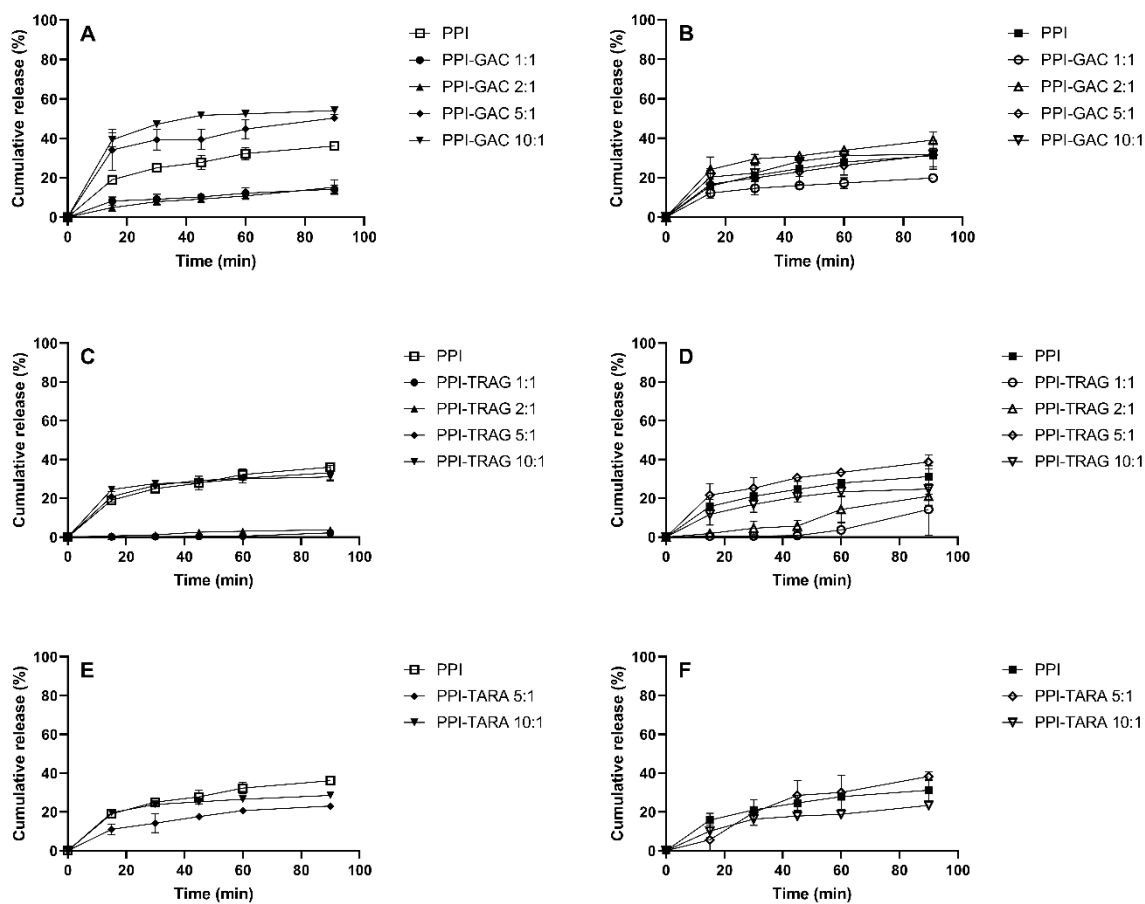 A
Cumulative release (%)
100
80
60
40
20
0
0 20 40 60 80 100
Time (min)
PPI
PPI-GAC 1:1
PPI-GAC 2:1
PPI-GAC 5:1
PPI-GAC 10:1
B
Cumulative release (%)
100
80
60
40
20
0
0 20 40 60 80 100
Time (min)
PPI
PPI-GAC 1:1
PPI-GAC 2:1
PPI-GAC 5:1
PPI-GAC 10:1
C
Cumulative release (%)
100
80
60
40
20
0
0 20 40 60 80 100
Time (min)
PPI
PPI-TRAG 1:1
PPI-TRAG 2:1
PPI-TRAG 5:1
PPI-TRAG 10:1
D
Cumulative release (%)
100
80
60
40
20
0
0 20 40 60 80 100
Time (min)
PPI
PPI-TRAG 1:1
PPI-TRAG 2:1
PPI-TRAG 5:1
PPI-TRAG 10:1
E
Cumulative release (%)
100
80
60
40
20
0
0 20 40 60 80 100
Time (min)
PPI
PPI-TARA 5:1
PPI-TARA 10:1
F
Cumulative release (%)
100
80
60
40
20
0
0 20 40 60 80 100
Time (min)
PPI
PPI-TARA 5:1
PPI-TARA 10:1